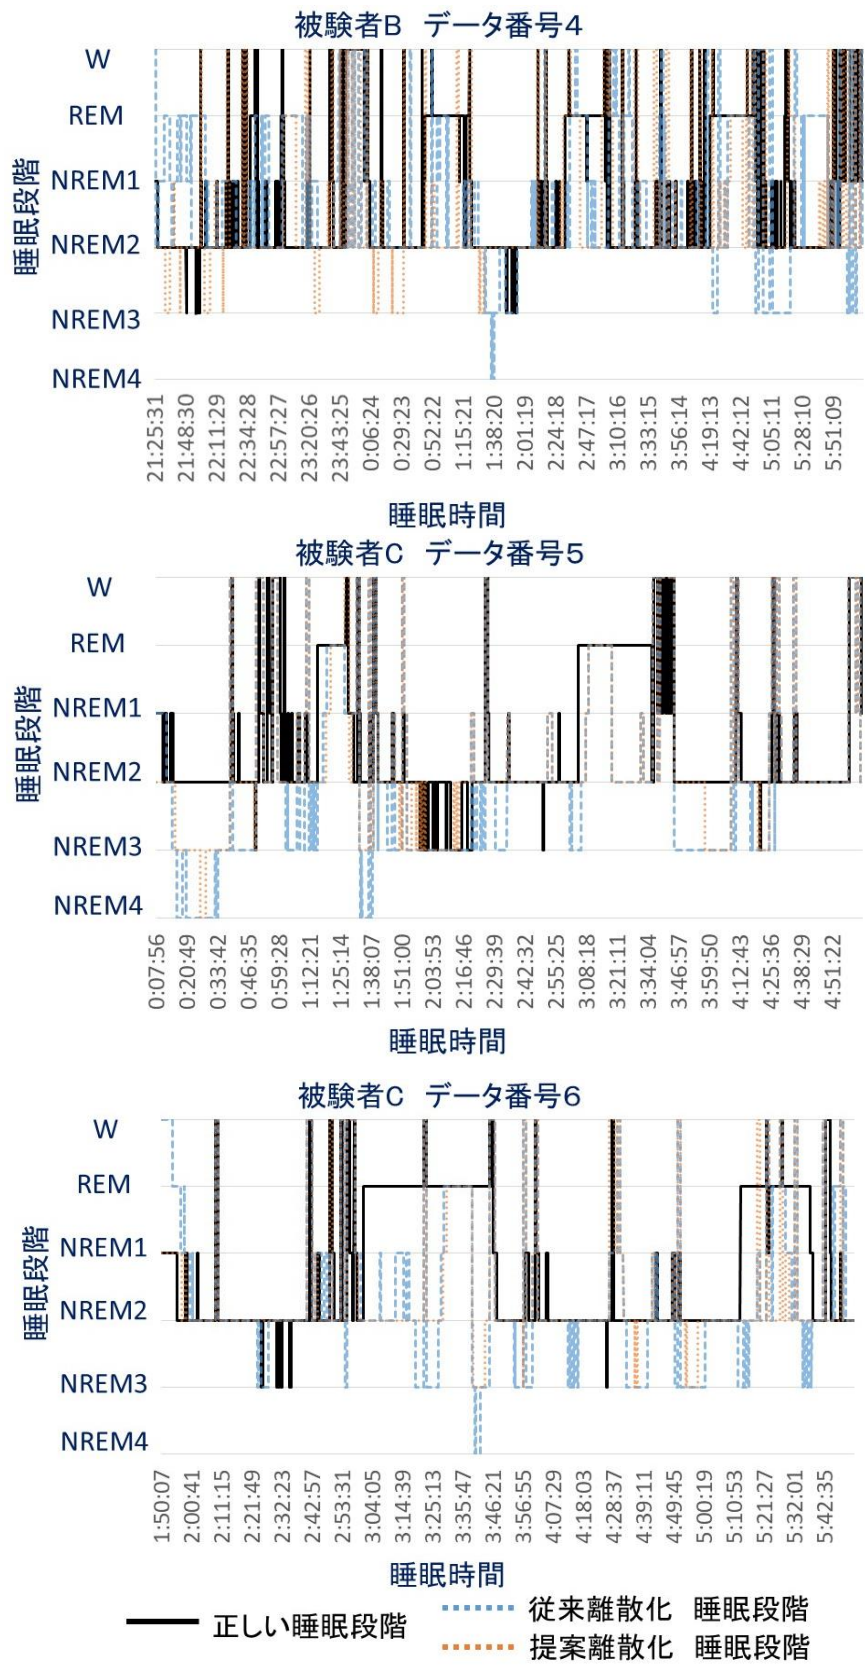 被験者B　データ番号4
W
REM
NREM1
NREM2
NREM3
NREM4
睡眠段階
21:25:31
21:48:30
22:11:29
22:34:28
22:57:27
23:20:26
23:43:25
0:06:24
0:29:23
0:52:22
1:15:21
1:38:20
2:01:19
2:24:18
2:47:17
3:10:16
3:33:15
3:56:14
4:19:13
4:42:12
5:05:11
5:28:10
5:51:09
睡眠時間
被験者C　データ番号5
W
REM
NREM1
NREM2
NREM3
NREM4
睡眠段階
0:07:56
0:20:49
0:33:42
0:46:35
0:59:28
1:12:21
1:25:14
1:38:07
1:51:00
2:03:53
2:16:46
2:29:39
2:42:32
2:55:25
3:08:18
3:21:11
3:34:04
3:46:57
3:59:50
4:12:43
4:25:36
4:38:29
4:51:22
睡眠時間
被験者C　データ番号6
W
REM
NREM1
NREM2
NREM3
NREM4
睡眠段階
1:50:07
2:00:41
2:11:15
2:21:49
2:32:23
2:42:57
2:53:31
3:04:05
3:14:39
3:25:13
3:35:47
3:46:21
3:56:55
4:07:29
4:18:03
4:28:37
4:39:11
4:49:45
5:00:19
5:10:53
5:21:27
5:32:01
5:42:35
睡眠時間
正しい睡眠段階
従来離散化　睡眠段階
提案離散化　睡眠段階